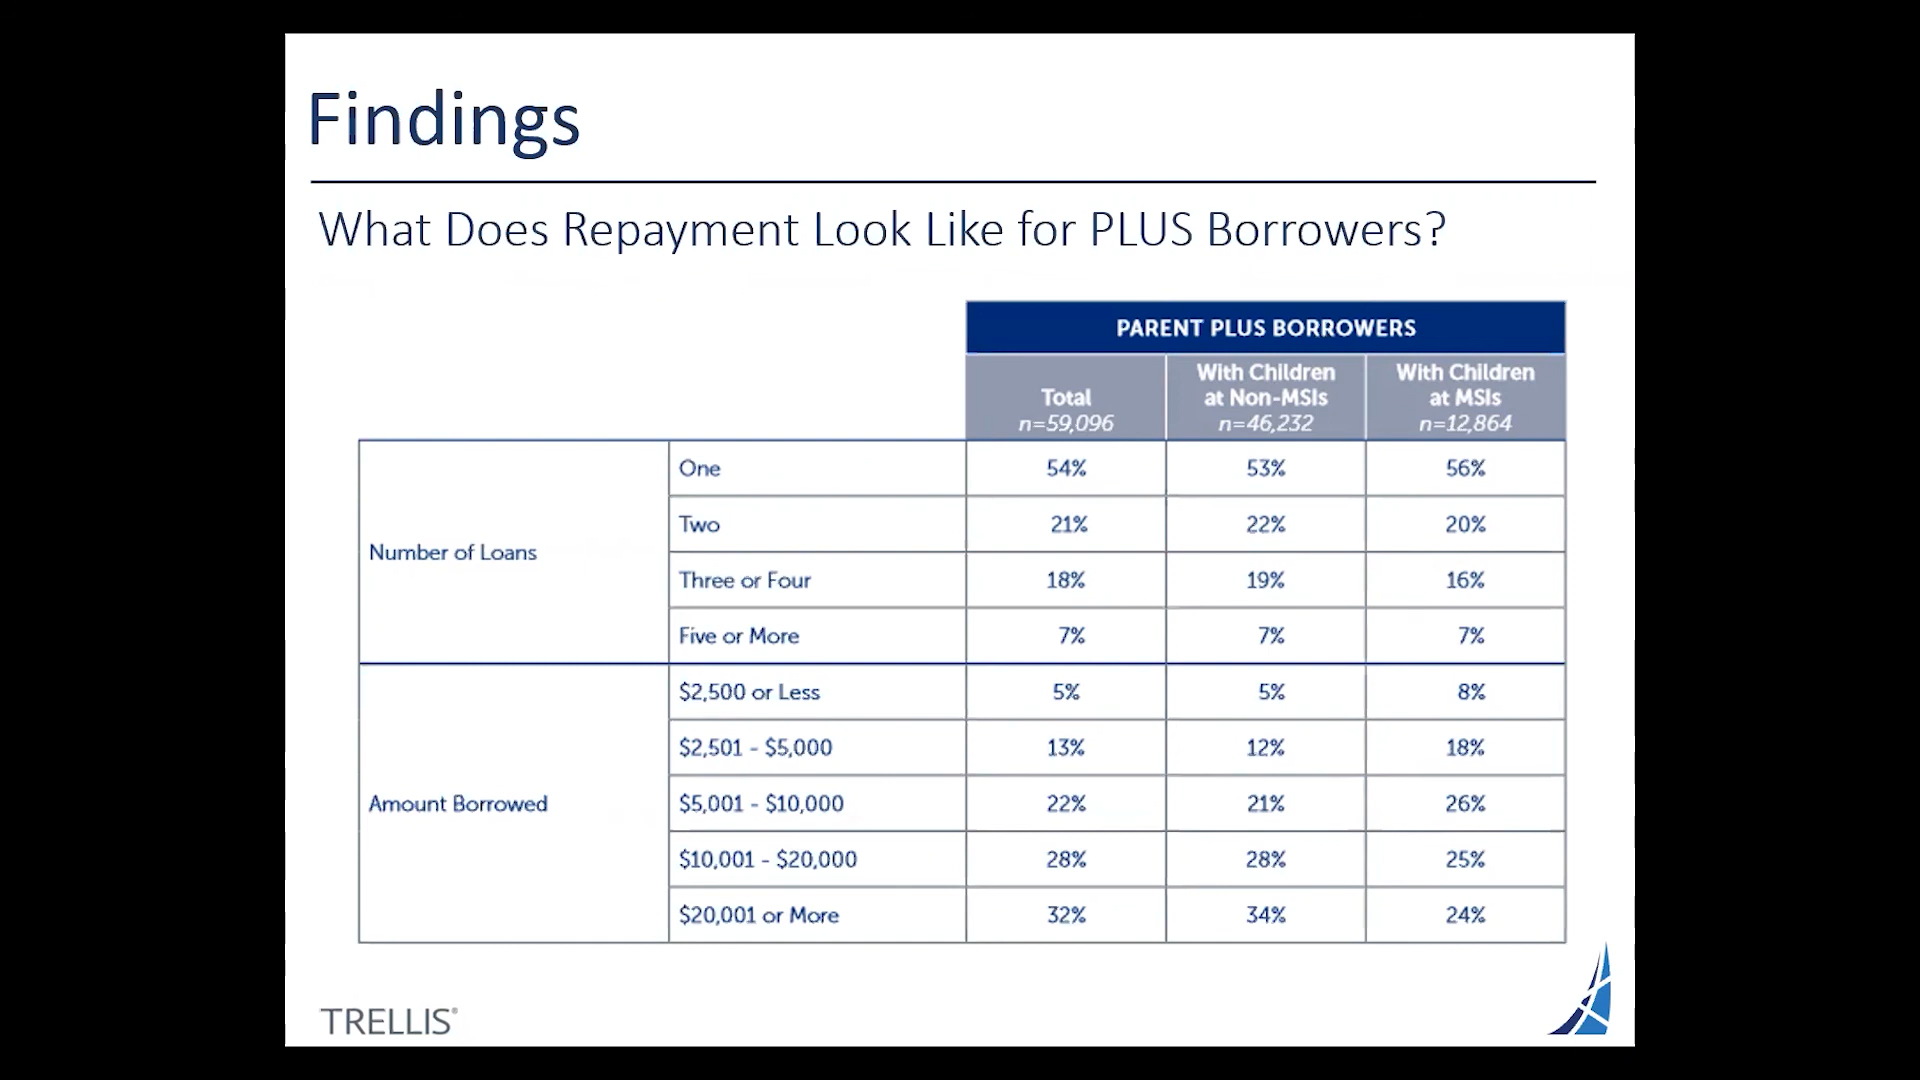 Findings
What Does Repayment Look Like for PLUS Borrowers?
PARENT PLUS BORROWERS
Total
n=59,096
With Children
at Non-MSIs
n=46,232
With Children
at MSIs
n=12,864
Number of Loans
One 54% 53% 56%
Two 21% 22% 20%
Three or Four 18% 19% 16%
Five or More 7% 7% 7%
Amount Borrowed
$2,500 or Less 5% 5% 8%
$2,501 - $5,000 13% 12% 18%
$5,001 - $10,000 22% 21% 26%
$10,001 - $20,000 28% 28% 25%
$20,001 or More 32% 34% 24%
TRELLIS®